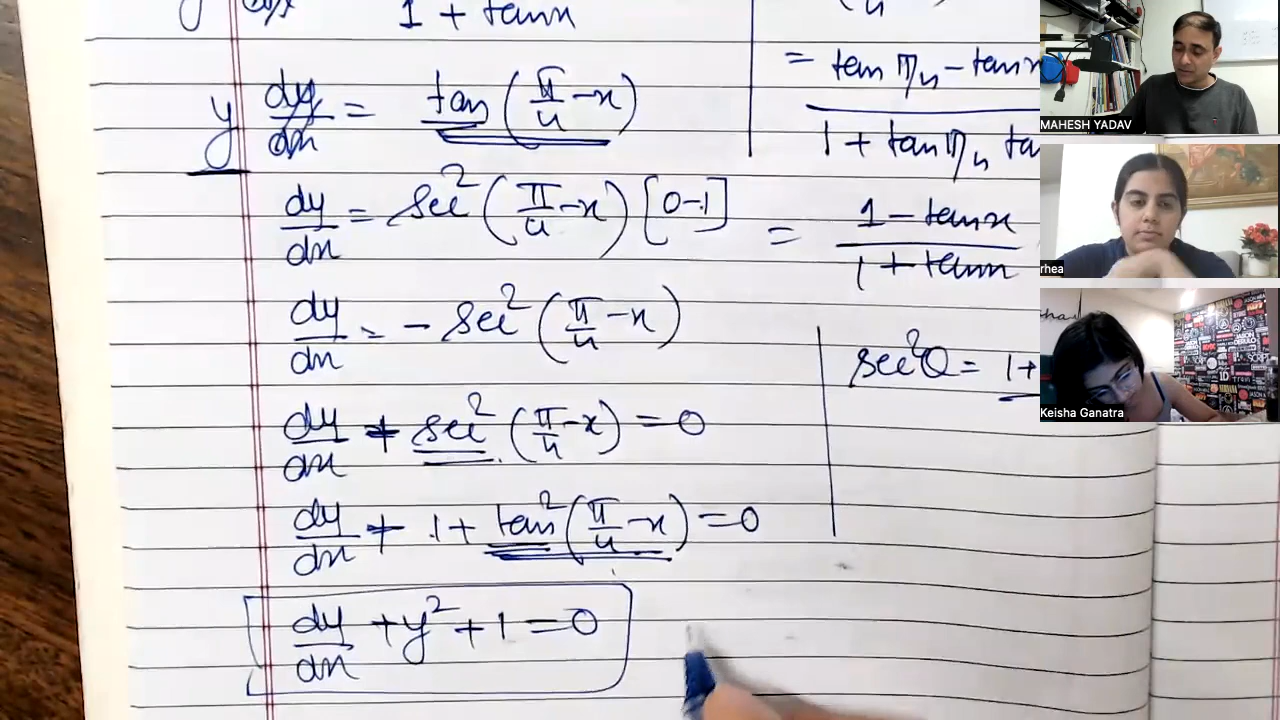 y 1 + tanx
y dy/dx = tan (π/4 - x)
dy/dx = sec² (π/4 - x) [0-1]
dy/dx = - sec² (π/4 - x)
dy/dx + sec² (π/4 - x) = 0
dy/dx + 1 + tan² (π/4 - x) = 0
dy/dx + y² + 1 = 0
= tan π/4 - tanx
1 + tan π/4 tan
= 1 - tanx
1 + tanx
sec²θ = 1+
MAHESH YADAV
rhea
Keisha Ganatra